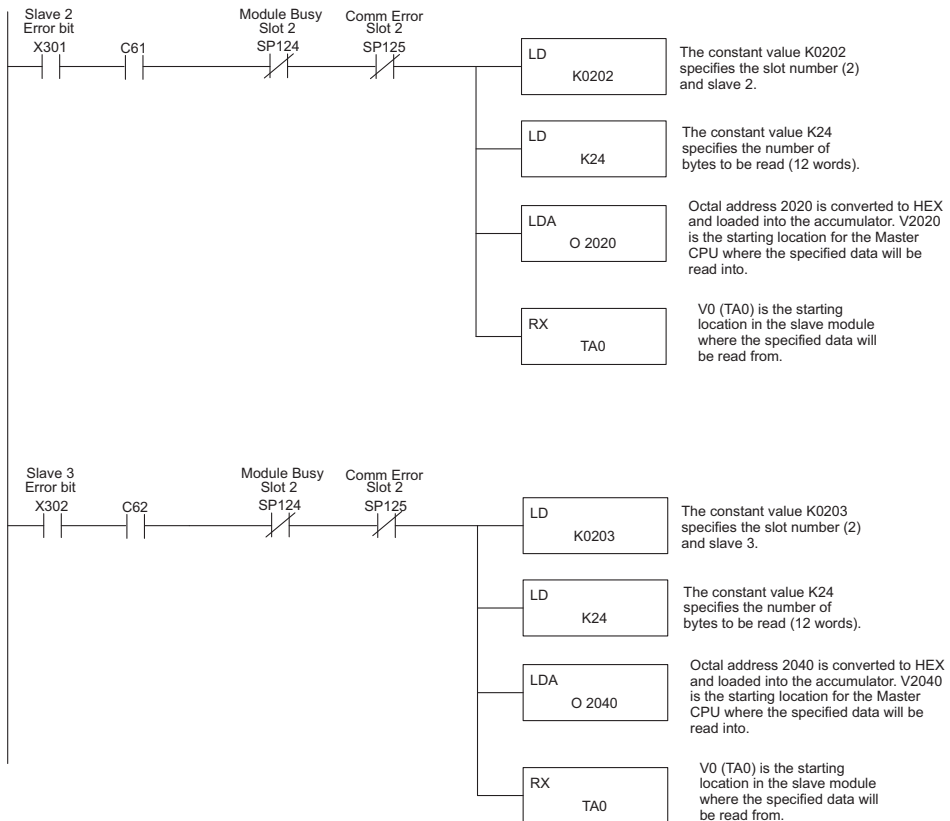 Slave 2
Error bit
X301
C61
Module Busy
Slot 2
SP124
Comm Error
Slot 2
SP125
LD
K0202
The constant value K0202
specifies the slot number (2)
and slave 2.
LD
K24
The constant value K24
specifies the number of
bytes to be read (12 words).
LDA
O 2020
Octal address 2020 is converted to HEX
and loaded into the accumulator. V2020
is the starting location for the Master
CPU where the specified data will be
read into.
RX
TA0
V0 (TA0) is the starting
location in the slave module
where the specified data will
be read from.
Slave 3
Error bit
X302
C62
Module Busy
Slot 2
SP124
Comm Error
Slot 2
SP125
LD
K0203
The constant value K0203
specifies the slot number (2)
and slave 3.
LD
K24
The constant value K24
specifies the number of
bytes to be read (12 words).
LDA
O 2040
Octal address 2040 is converted to HEX
and loaded into the accumulator. V2040
is the starting location for the Master
CPU where the specified data will be
read into.
RX
TA0
V0 (TA0) is the starting
location in the slave module
where the specified data will
be read from.